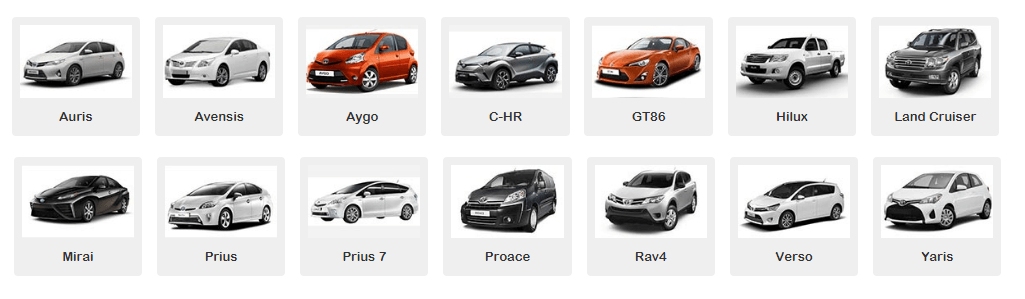 Auris
Avensis
Aygo
C-HR
GT86
Hilux
Land Cruiser
Mirai
Prius
Prius 7
Proace
Rav4
Verso
Yaris